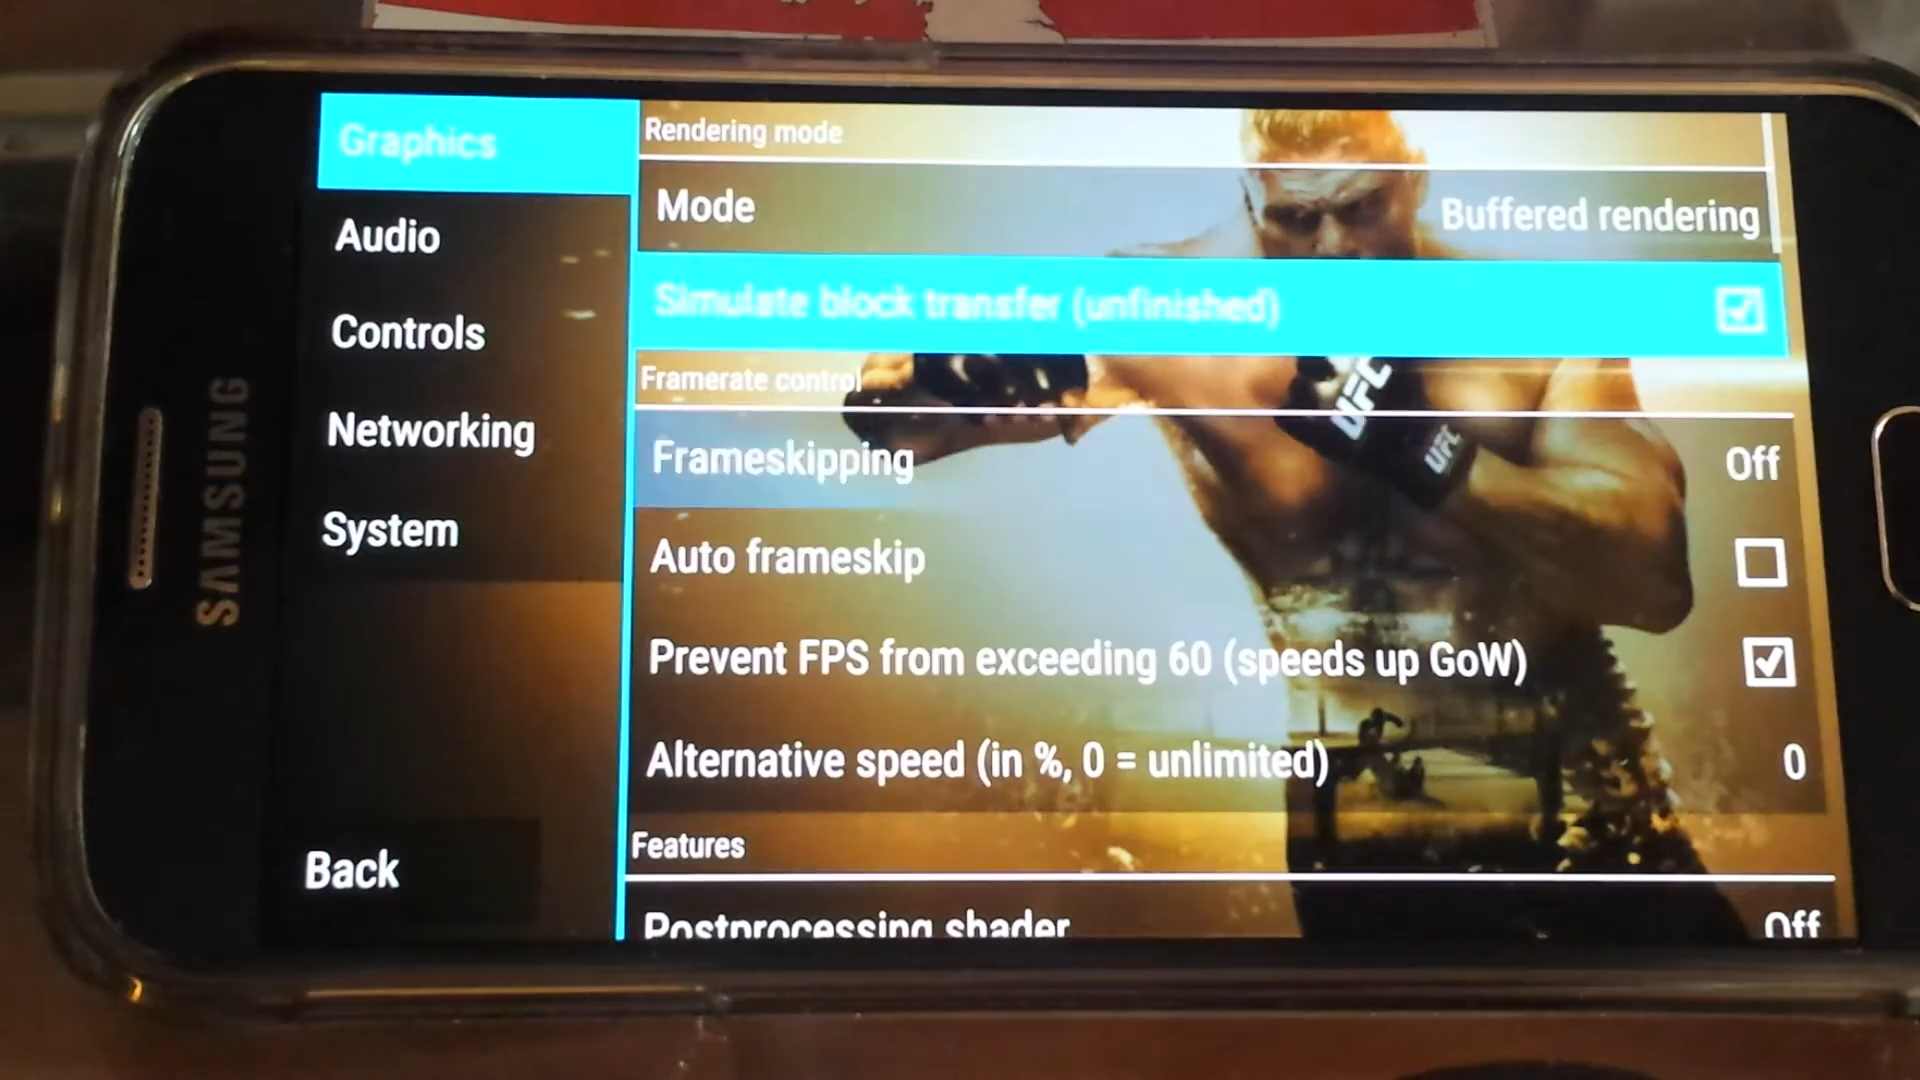 SAMSUNG
Graphics
Audio
Controls
Networking
System
Back
Rendering mode
Mode
Buffered rendering
Simulate block transfer (unfinished)
Framerate control
Frameskipping
Off
Auto frameskip
Prevent FPS from exceeding 60 (speeds up GoW)
Alternative speed (in %, 0 = unlimited)
0
Features
Postprocessing shader
Off
UFC
UFC